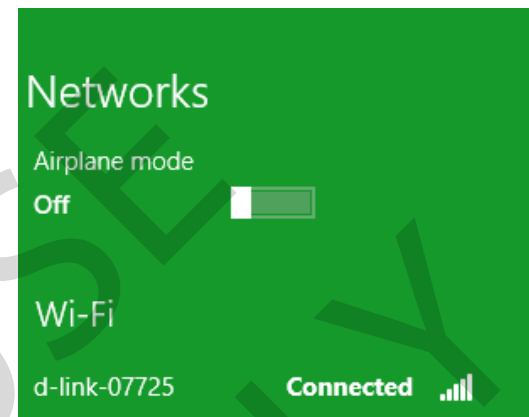 Networks
Airplane mode
Off
Wi-Fi
d-link-07725 Connected